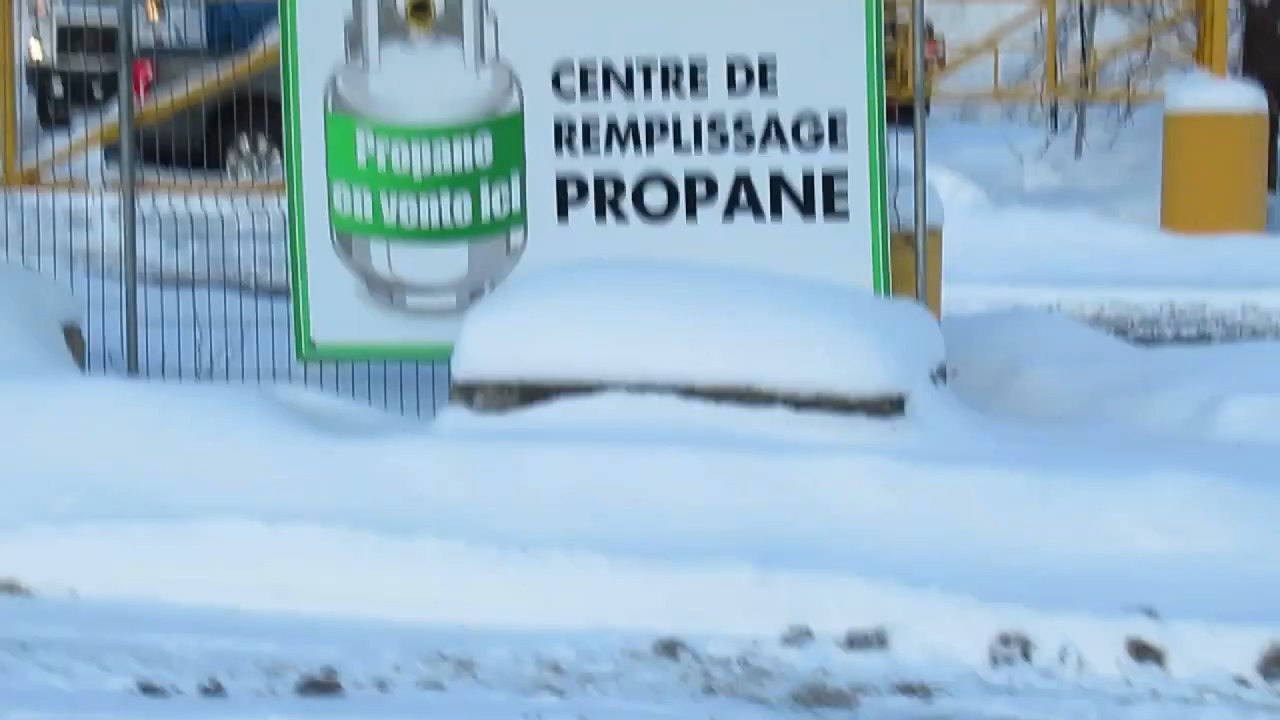 Propane
en vente ici
CENTRE DE
REMPLISSAGE
PROPANE